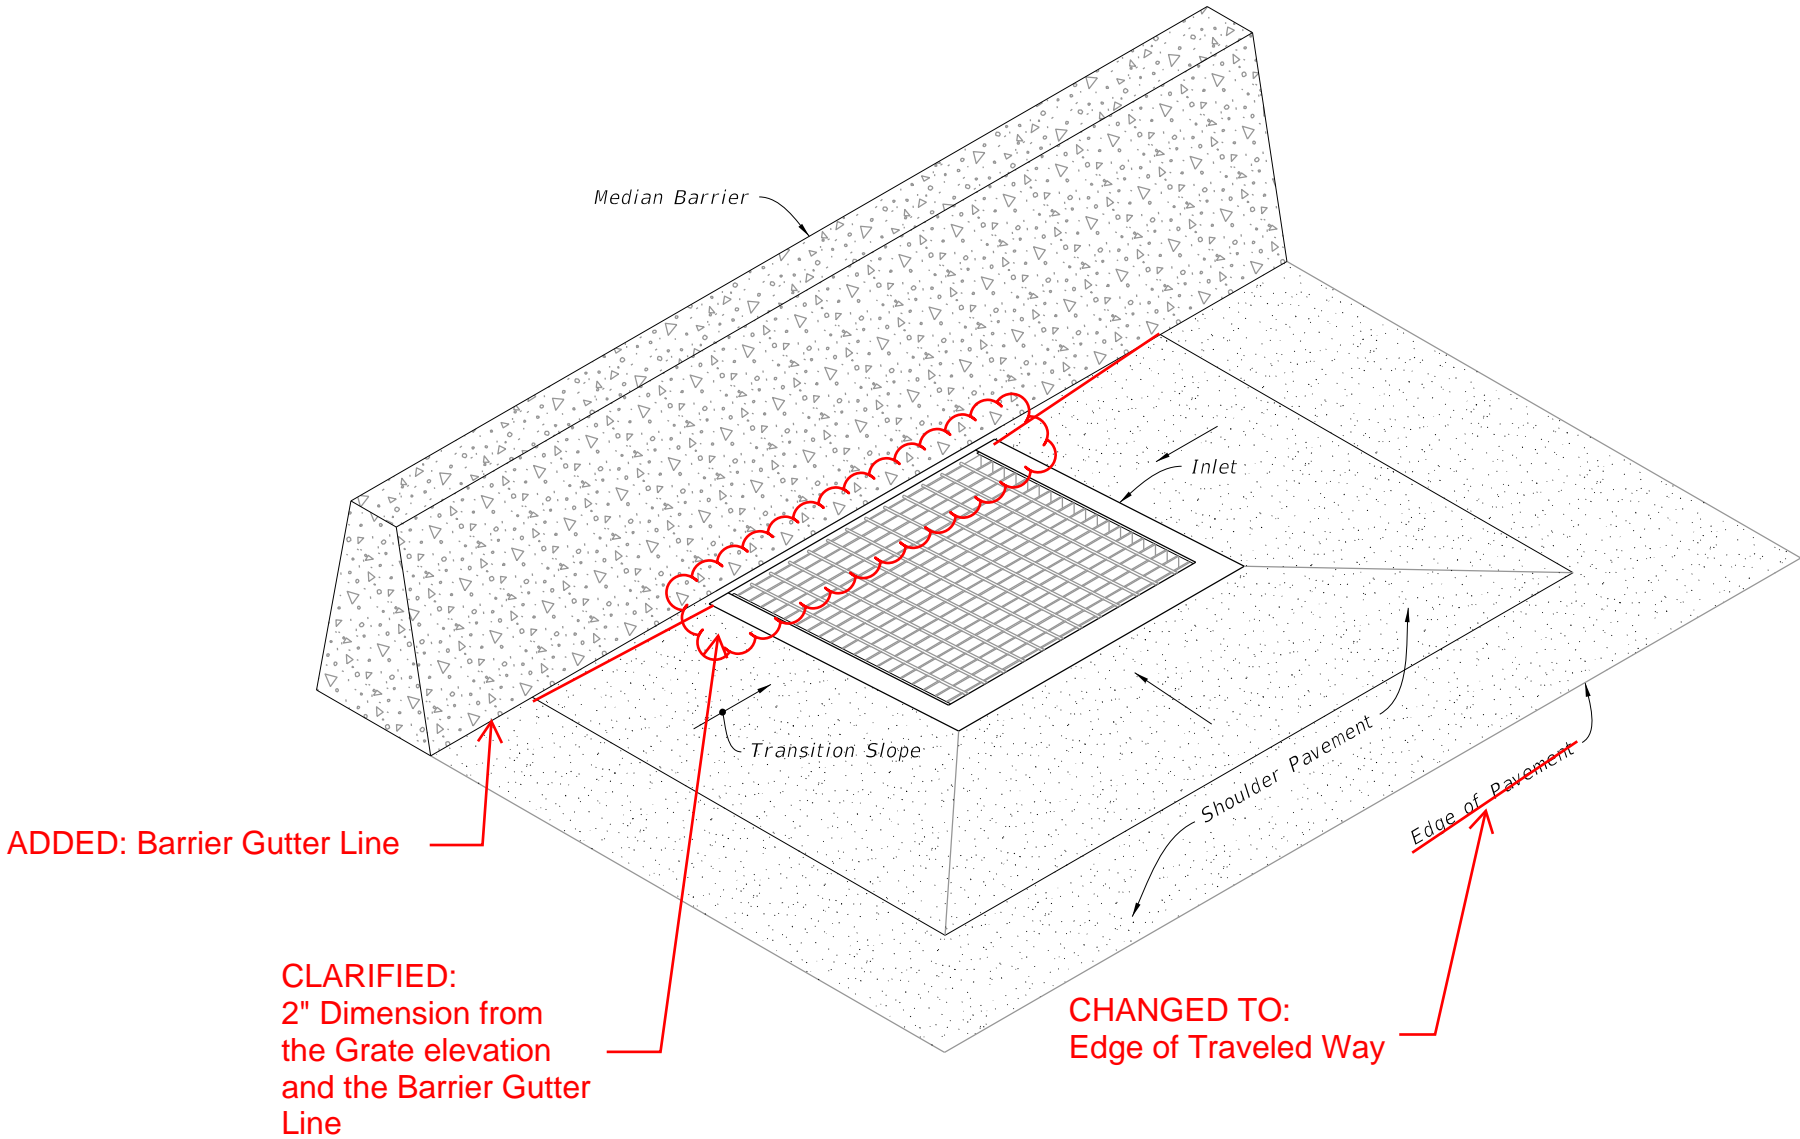 Median Barrier
Inlet
Transition Slope
Shoulder Pavement
Edge of Pavement
ADDED: Barrier Gutter Line
CLARIFIED:
2" Dimension from
the Grate elevation
and the Barrier Gutter
Line
CHANGED TO:
Edge of Traveled Way